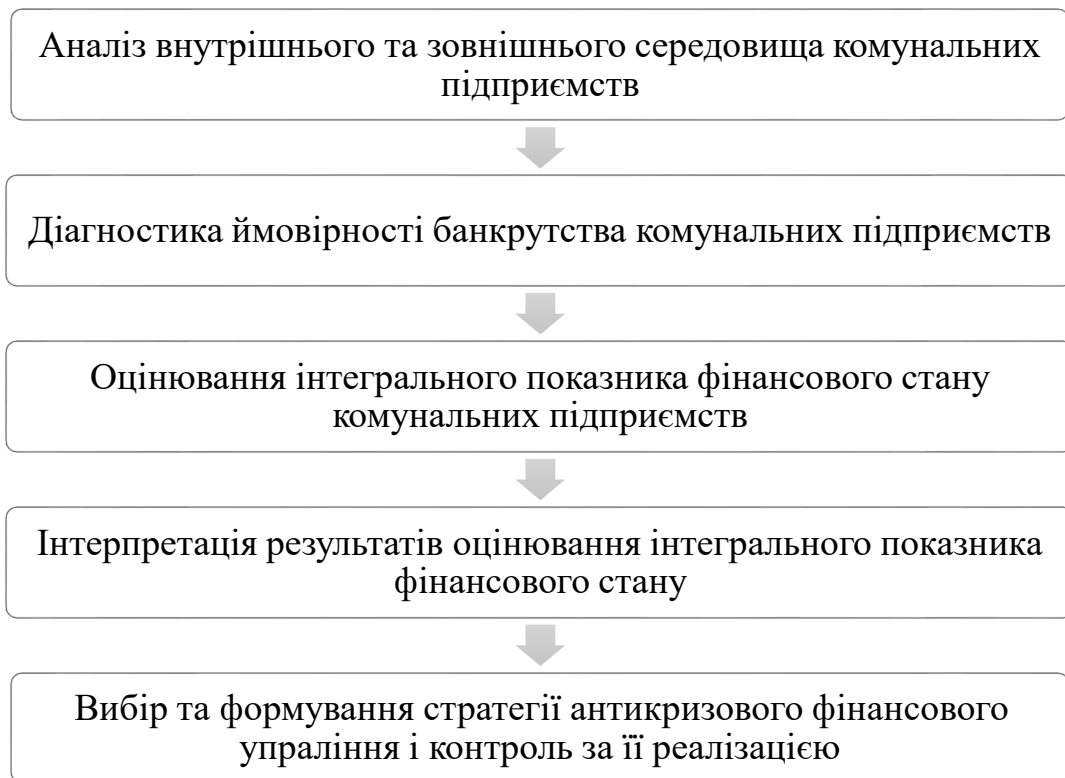 Аналіз внутрішнього та зовнішнього середовища комунальних
підприємств
Діагностика ймовірності банкрутства комунальних підприємств
Оцінювання інтегрального показника фінансового стану
комунальних підприємств
Інтерпретація результатів оцінювання інтегрального показника
фінансового стану
Вибір та формування стратегії антикризового фінансового
упраління і контроль за її реалізацією